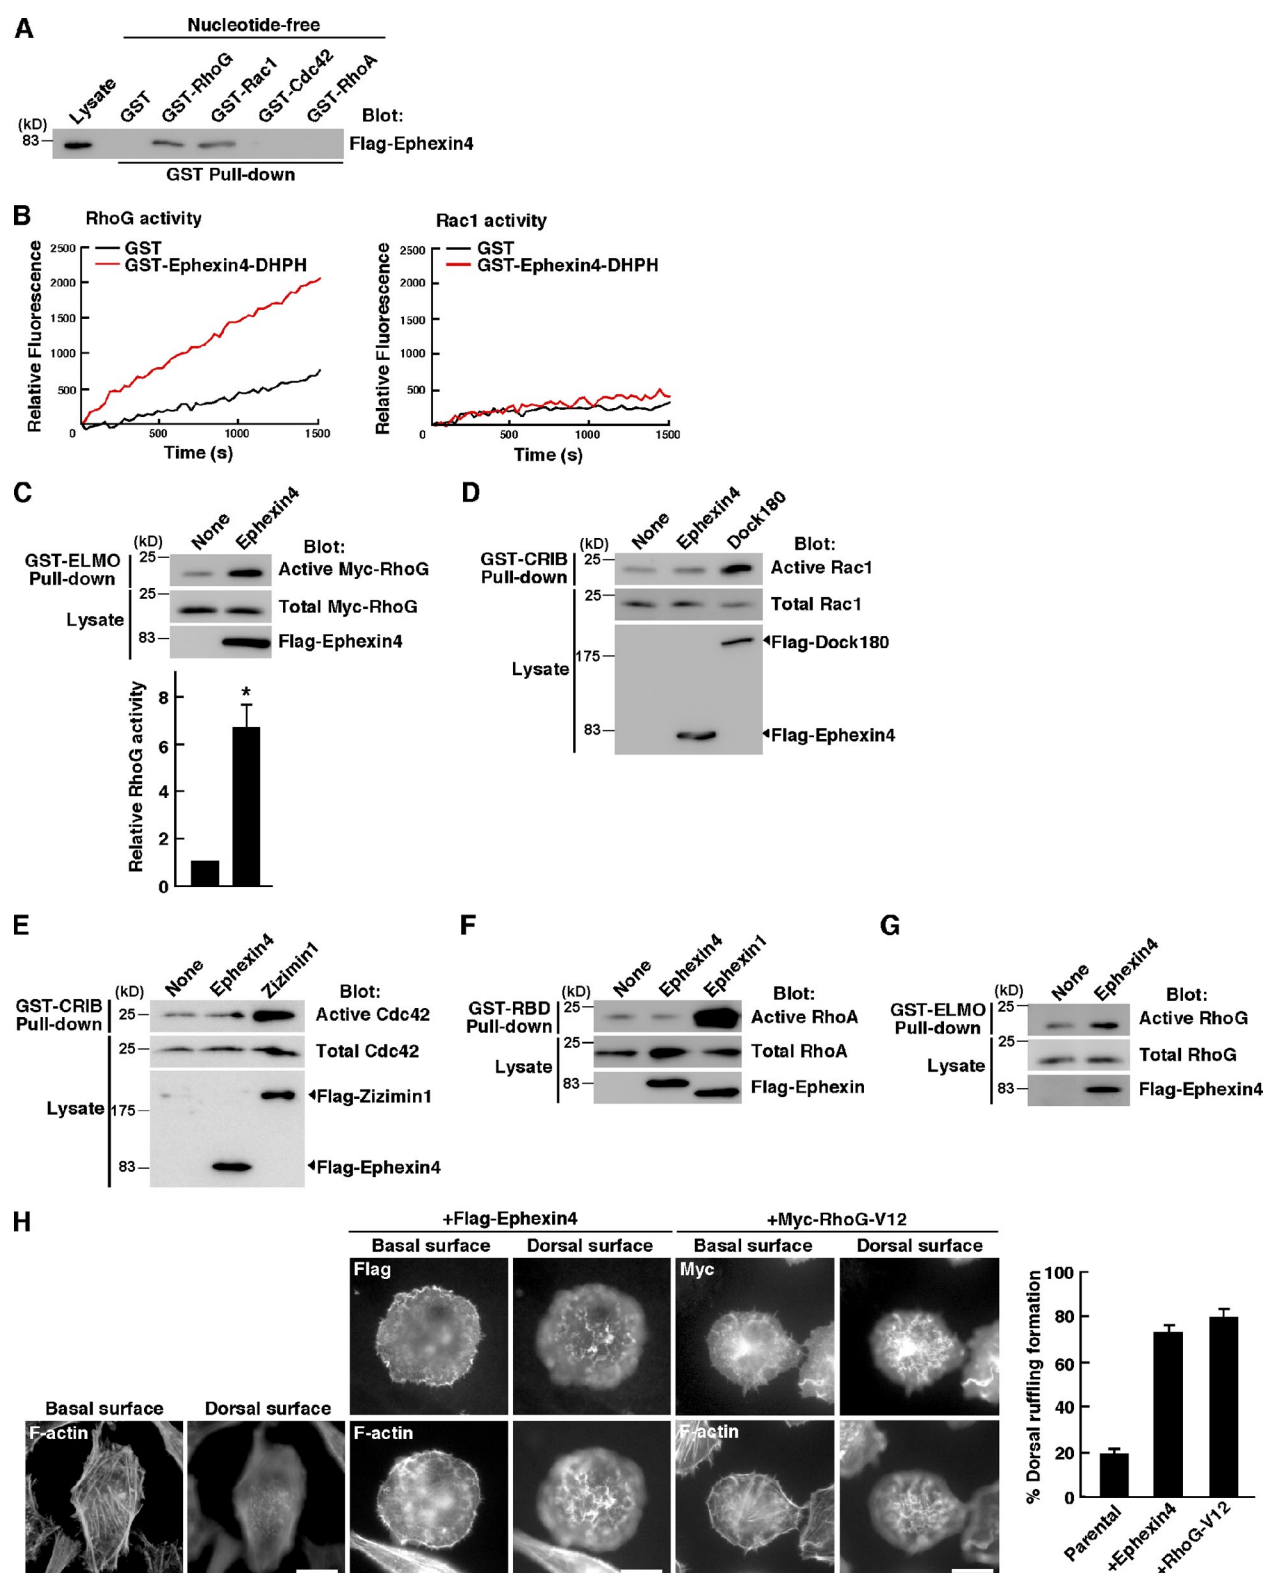 A
Nucleotide-free
Lysate
GST
GST-RhoG
GST-Rac1
GST-Cdc42
GST-RhoA
Blot:
(kD)
83
Flag-Ephexin4
GST Pull-down
B
RhoG activity
Relative Fluorescence
2500
2000
1500
1000
500
0
500
1000
1500
Time (s)
GST
GST-Ephexin4-DHPH
Rac1 activity
Relative Fluorescence
2500
2000
1500
1000
500
0
500
1000
1500
Time (s)
GST
GST-Ephexin4-DHPH
C
None
Ephexin4
(kD)
Blot:
GST-ELMO
Pull-down
25
Active Myc-RhoG
25
Total Myc-RhoG
Lysate
83
Flag-Ephexin4
Relative RhoG activity
8
6
4
2
0
*
D
None
Ephexin4
Dock180
(kD)
Blot:
GST-CRIB
Pull-down
25
Active Rac1
25
Total Rac1
Flag-Dock180
Lysate
175
83
Flag-Ephexin4
E
None
Ephexin4
Zizimin1
(kD)
Blot:
GST-CRIB
Pull-down
25
Active Cdc42
25
Total Cdc42
Flag-Zizimin1
Lysate
175
83
Flag-Ephexin4
F
None
Ephexin4
Ephexin1
(kD)
Blot:
GST-RBD
Pull-down
25
Active RhoA
25
Total RhoA
Lysate
83
Flag-Ephexin
G
None
Ephexin4
(kD)
Blot:
GST-ELMO
Pull-down
25
Active RhoG
25
Total RhoG
Lysate
83
Flag-Ephexin4
H
+Flag-Ephexin4
+Myc-RhoG-V12
Basal surface
Dorsal surface
Basal surface
Dorsal surface
Flag
Myc
Basal surface
Dorsal surface
F-actin
F-actin
F-actin
% Dorsal ruffling formation
100
80
60
40
20
0
Parental
+Ephexin4
+RhoG-V12